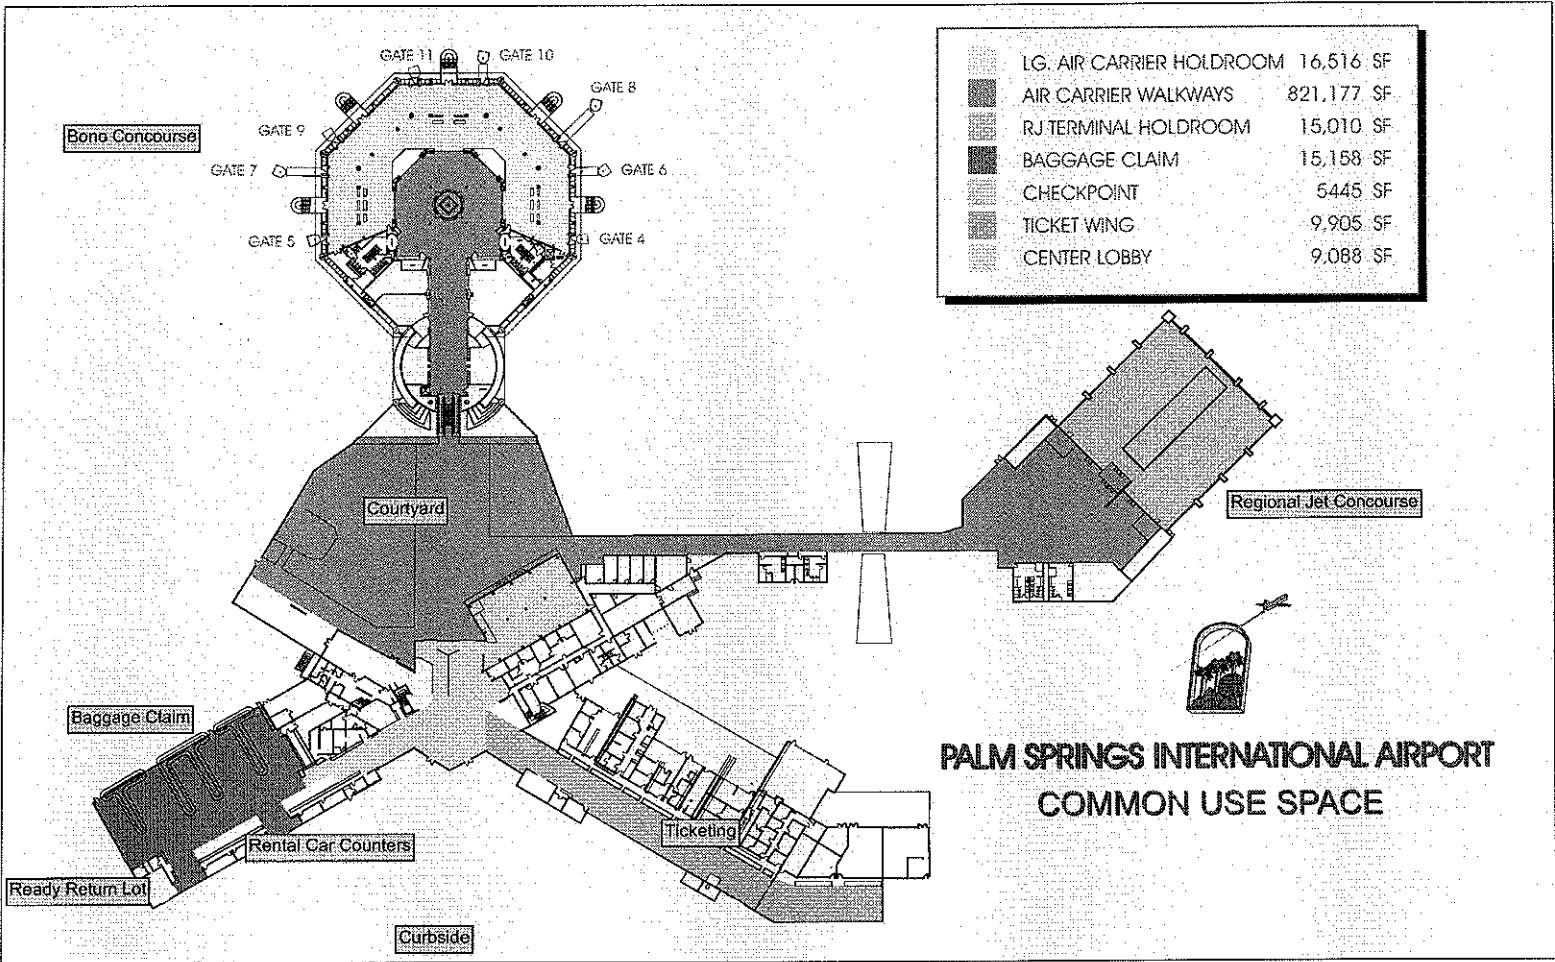 GATE 11
GATE 10
GATE 8
Bono Concourse
GATE 9
GATE 7
GATE 6
GATE 5
GATE 4
LG. AIR CARRIER HOLDROOM 16,516 SF
AIR CARRIER WALKWAYS 821,177 SF
RJ TERMINAL HOLDROOM 15,010 SF
BAGGAGE CLAIM 15,158 SF
CHECKPOINT 5445 SF
TICKET WING 9,905 SF
CENTER LOBBY 9,088 SF
Courtyard
Regional Jet Concourse
Baggage Claim
PALM SPRINGS INTERNATIONAL AIRPORT
COMMON USE SPACE
Ticketing
Rental Car Counters
Ready Return Lot
Curbside